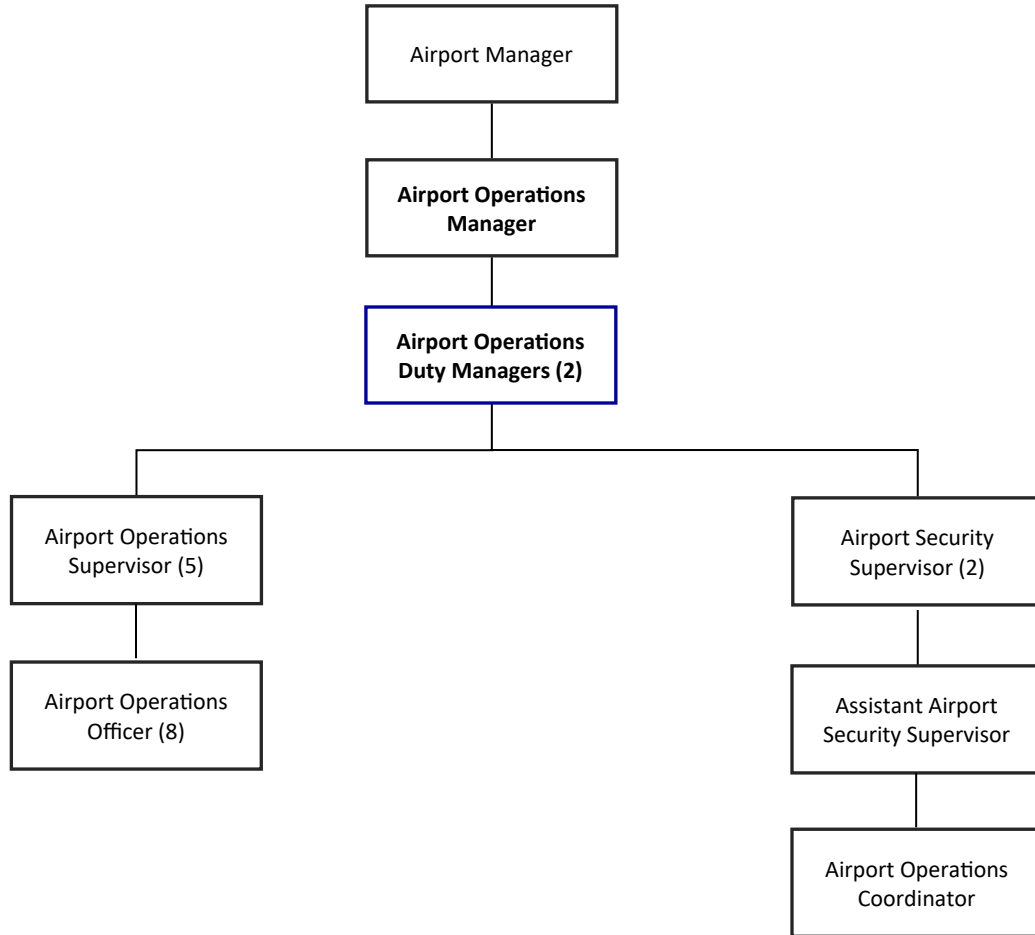 Airport Manager
Airport Operations
Manager
Airport Operations
Duty Managers (2)
Airport Operations
Supervisor (5)
Airport Security
Supervisor (2)
Airport Operations
Officer (8)
Assistant Airport
Security Supervisor
Airport Operations
Coordinator